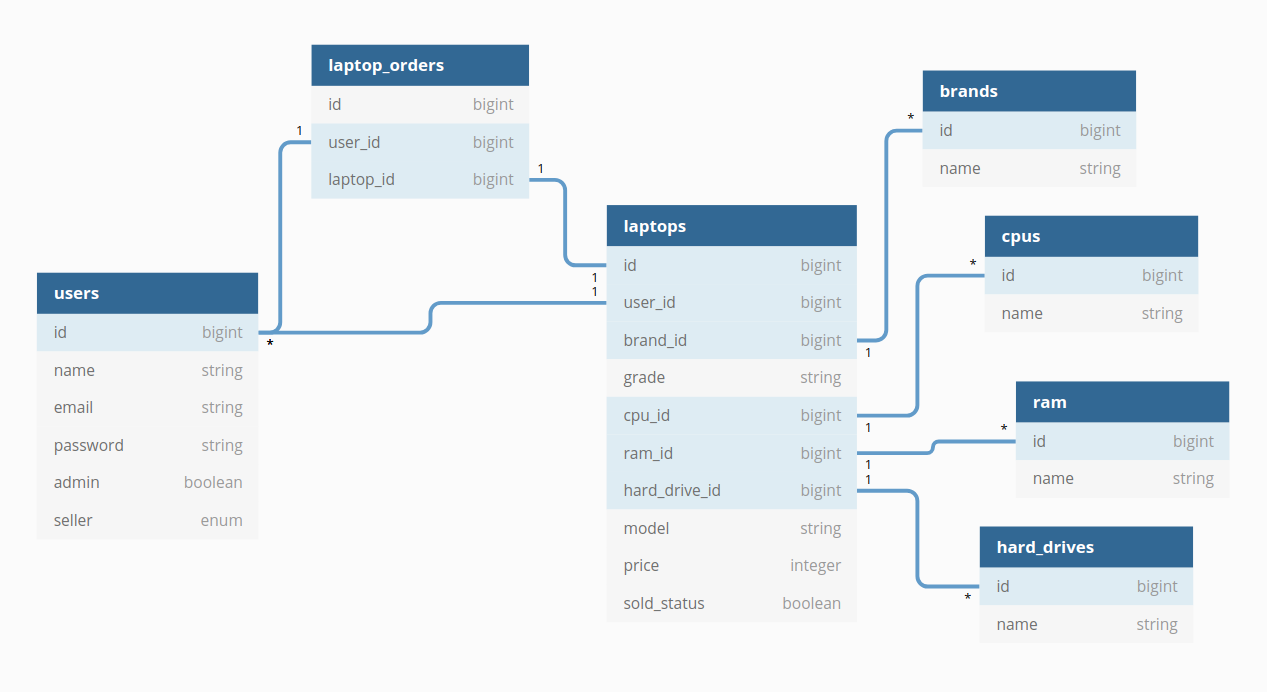 laptop_orders
id bigint
user_id bigint
laptop_id bigint
1
1
users
id bigint
name string
email string
password string
admin boolean
seller enum
*
laptops
id bigint
user_id bigint
brand_id bigint
grade string
cpu_id bigint
ram_id bigint
hard_drive_id bigint
model string
price integer
sold_status boolean
1
1
1
1
1
1
brands
id bigint
name string
*
cpus
id bigint
name string
*
ram
id bigint
name string
*
hard_drives
id bigint
name string
*